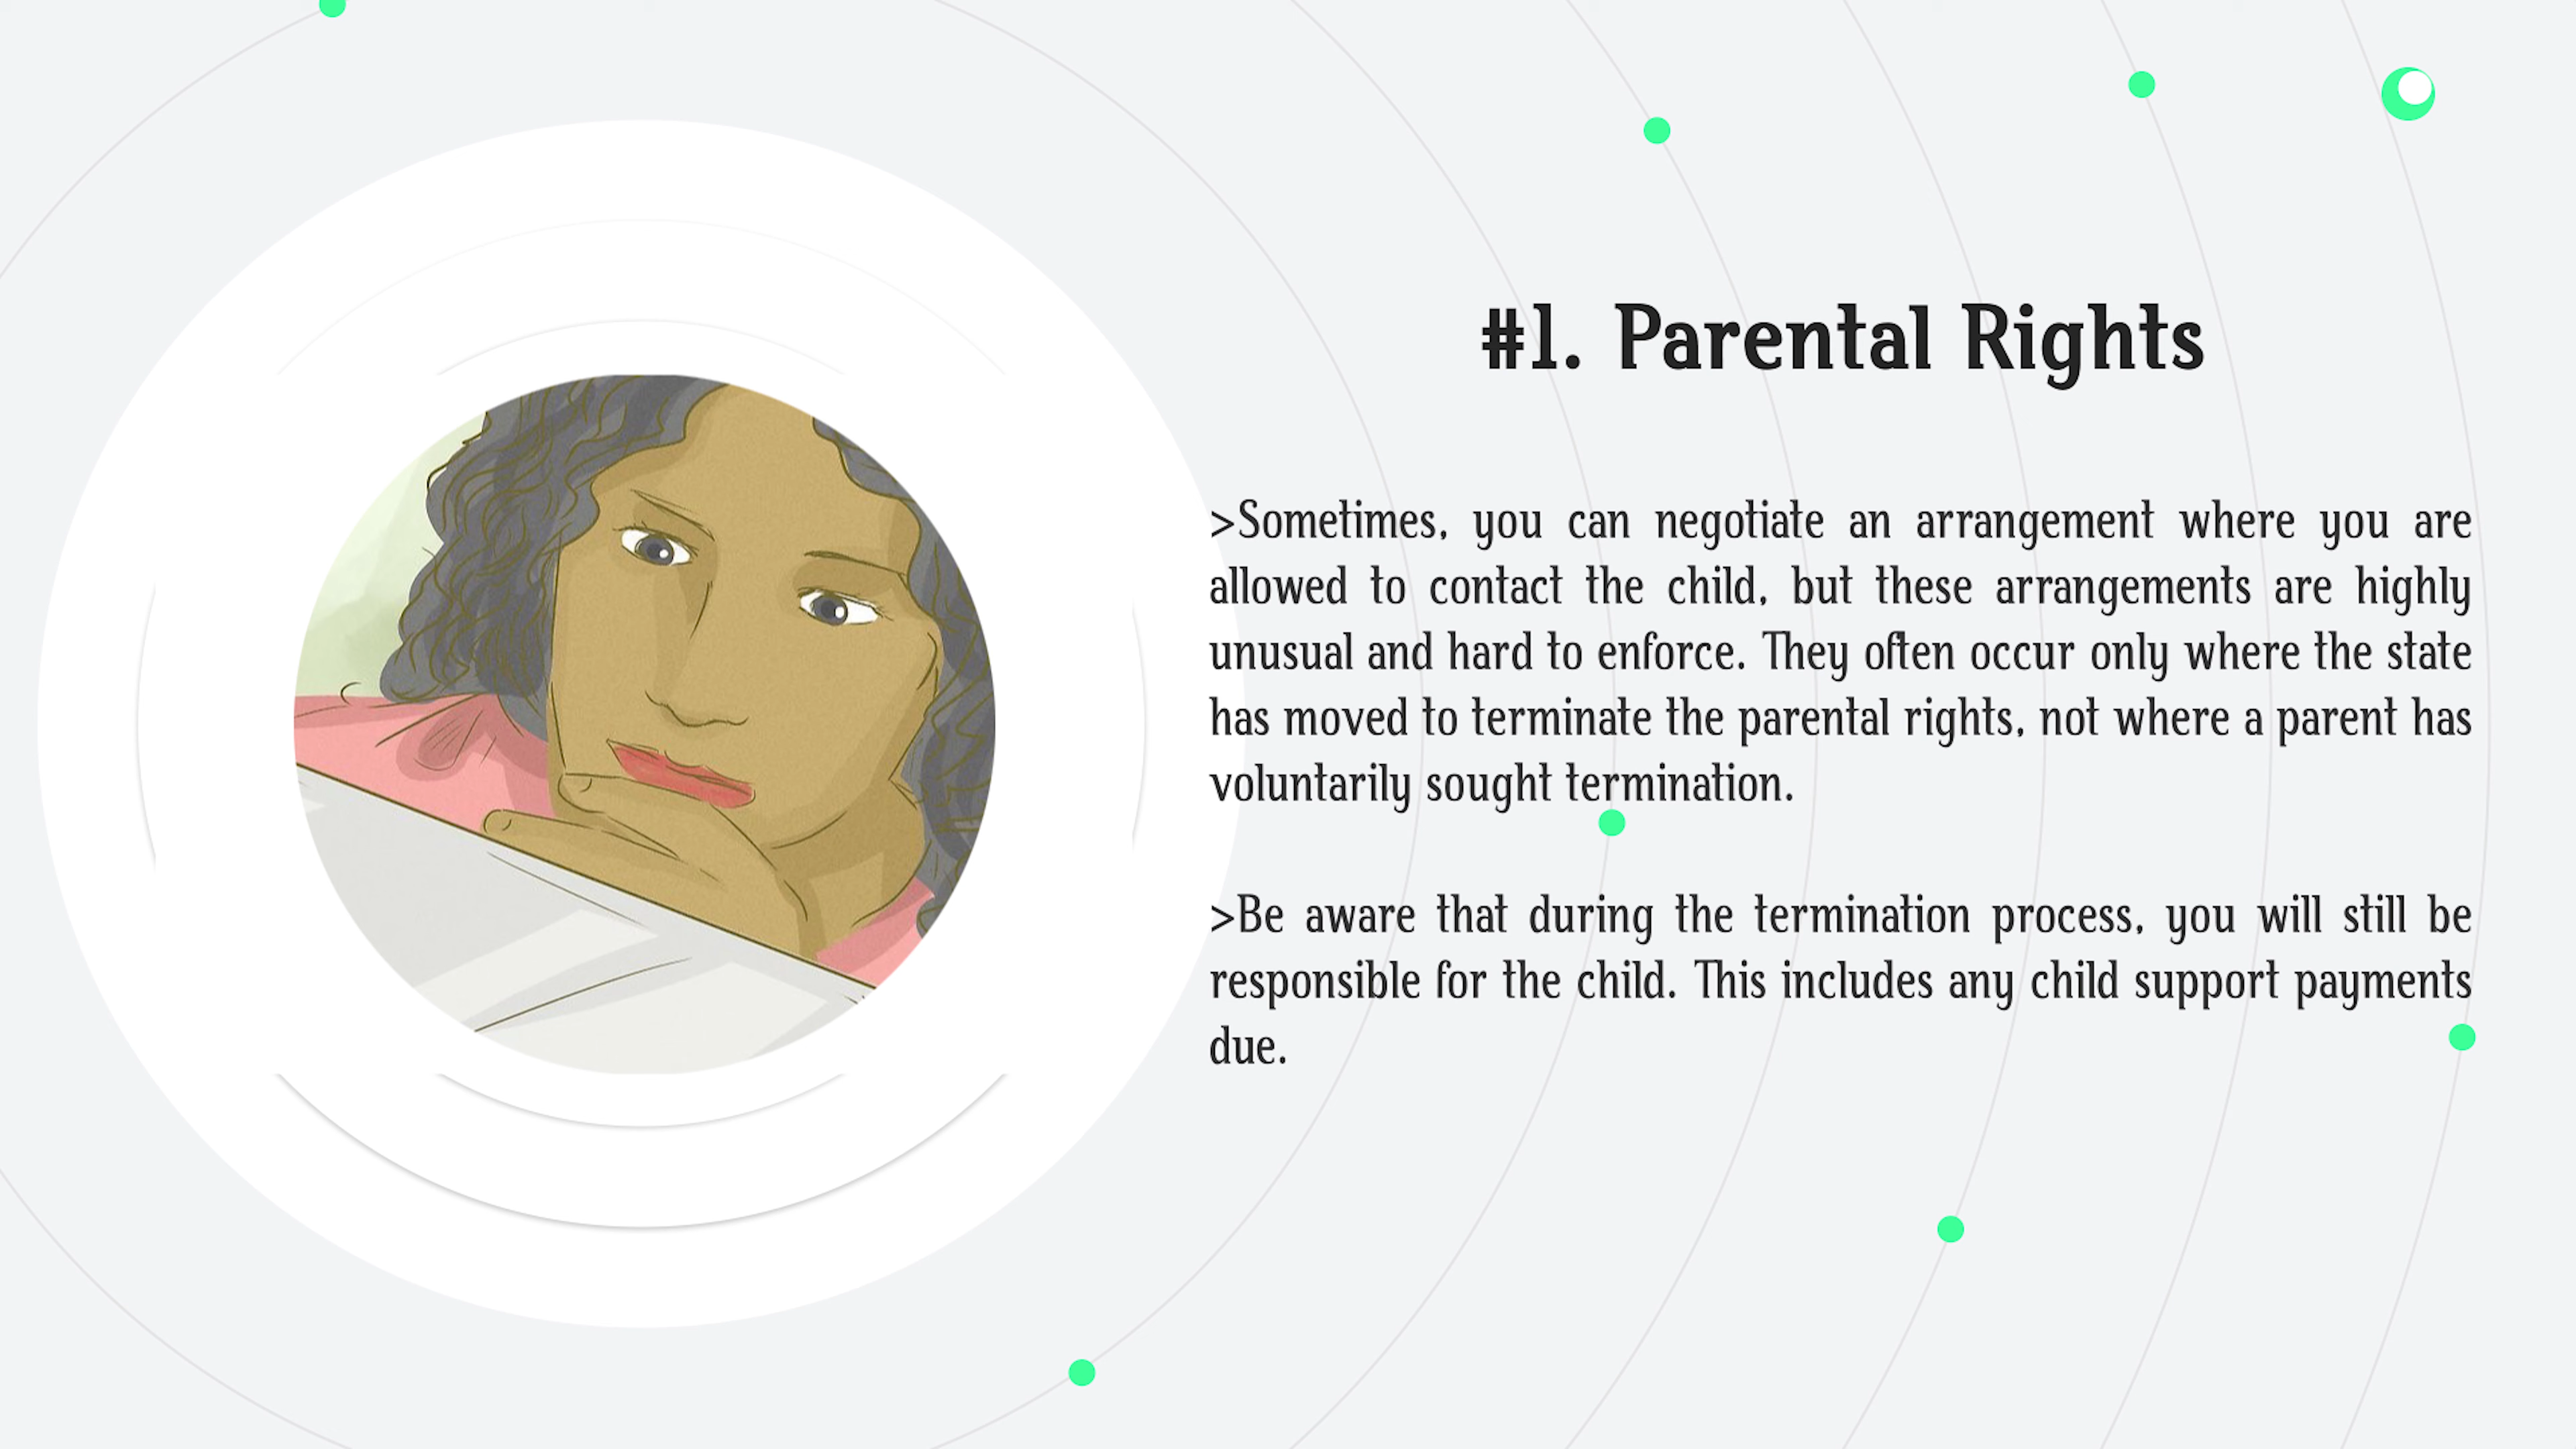 #1. Parental Rights
>Sometimes, you can negotiate an arrangement where you are
allowed to contact the child, but these arrangements are highly
unusual and hard to enforce. They often occur only where the state
has moved to terminate the parental rights, not where a parent has
voluntarily sought termination.
>Be aware that during the termination process, you will still be
responsible for the child. This includes any child support payments
due.